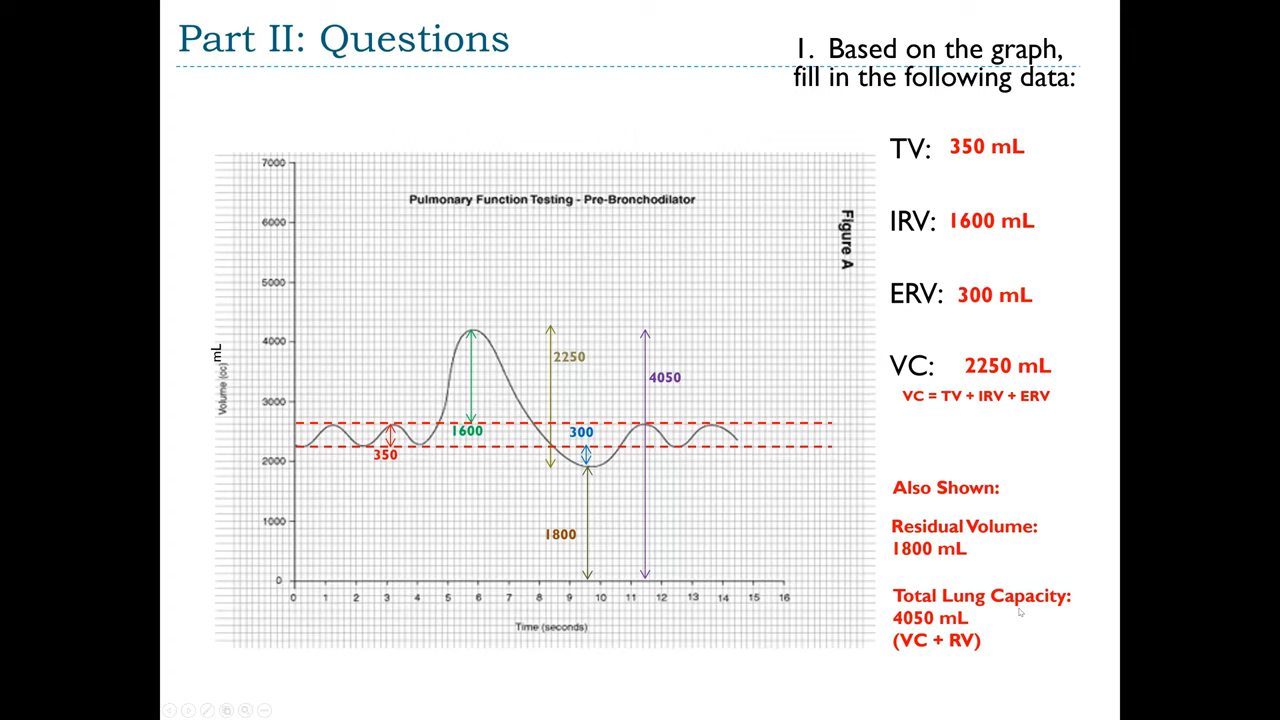 Part II: Questions
1. Based on the graph,
fill in the following data:
TV: 350 mL
IRV: 1600 mL
ERV: 300 mL
VC: 2250 mL
VC = TV + IRV + ERV
Also Shown:
Residual Volume:
1800 mL
Total Lung Capacity:
4050 mL
(VC + RV)
Pulmonary Function Testing - Pre-Bronchodilator
Figure A
Volume (cc) mL
7000
6000
5000
4000
3000
2000
1000
0
2250
4050
1600
300
350
1800
0 1 2 3 4 5 6 7 8 9 10 11 12 13 14 15 16
Time (seconds)